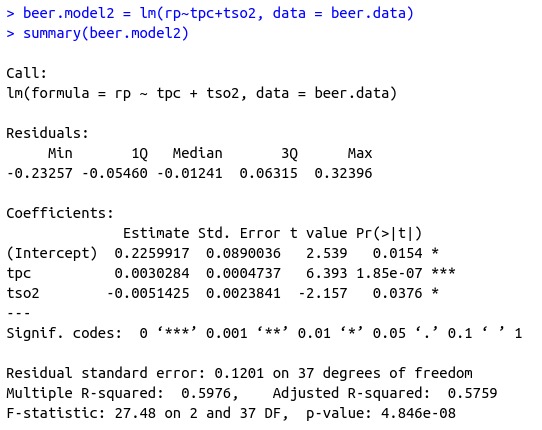 > beer.model2 = lm(rp~tpc+tso2, data = beer.data)
> summary(beer.model2)
Call:
lm(formula = rp ~ tpc + tso2, data = beer.data)
Residuals:
     Min       1Q   Median       3Q      Max
-0.23257 -0.05460 -0.01241  0.06315  0.32396
Coefficients:
              Estimate Std. Error t value Pr(>|t|)
(Intercept)  0.2259917  0.0890036   2.539   0.0154 *
tpc          0.0030284  0.0004737   6.393 1.85e-07 ***
tso2        -0.0051425  0.0023841  -2.157   0.0376 *
---
Signif. codes:  0 ‘***’ 0.001 ‘**’ 0.01 ‘*’ 0.05 ‘.’ 0.1 ‘ ’ 1
Residual standard error: 0.1201 on 37 degrees of freedom
Multiple R-squared:  0.5976,	Adjusted R-squared:  0.5759
F-statistic: 27.48 on 2 and 37 DF,  p-value: 4.846e-08